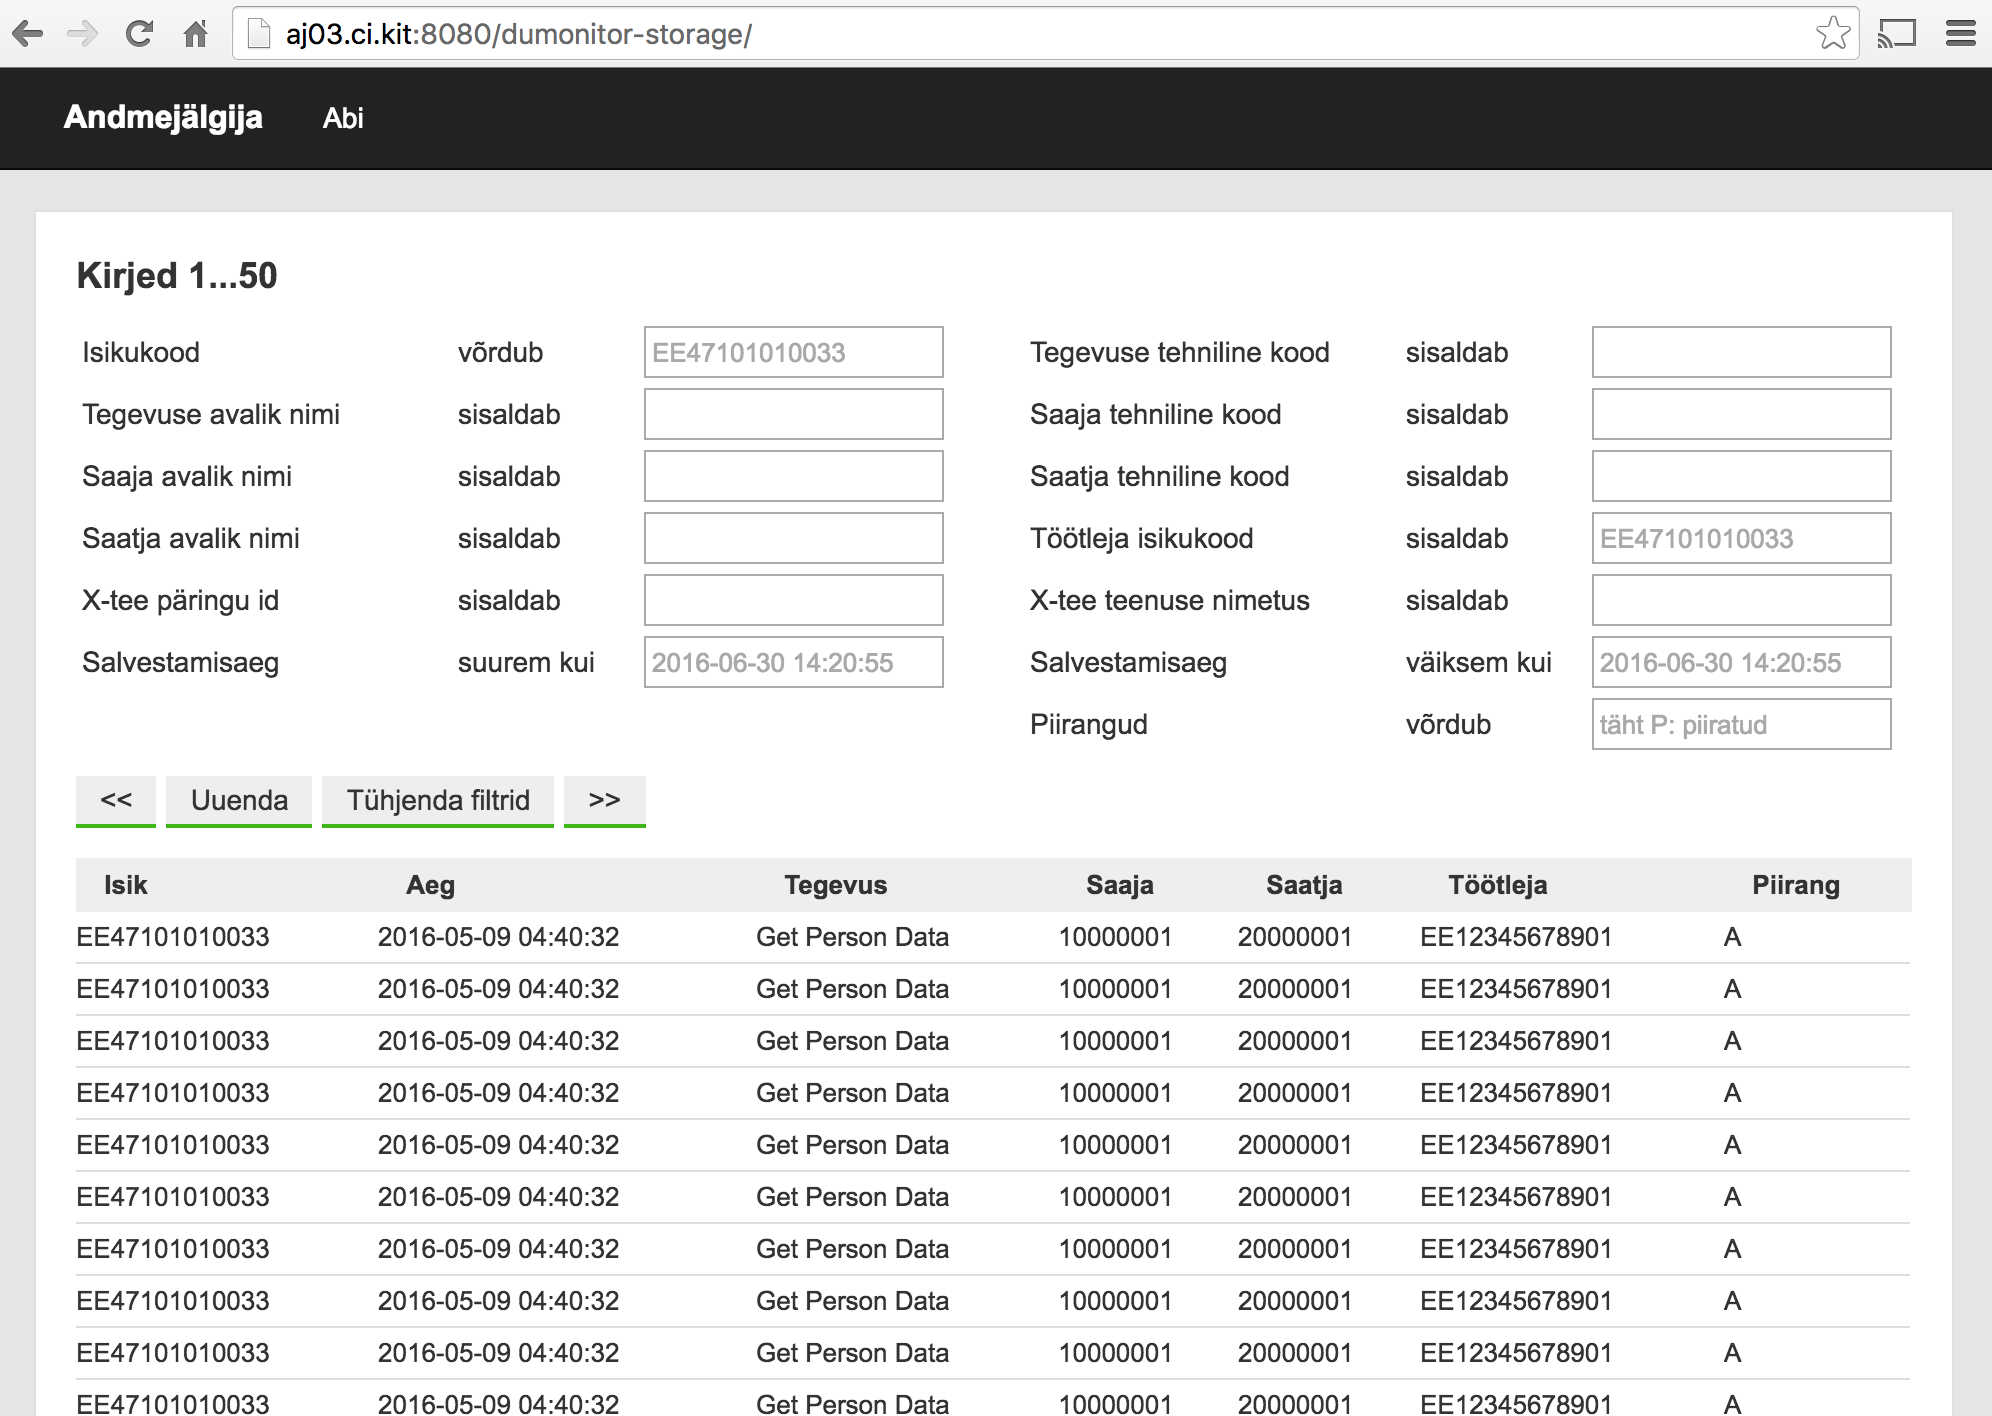 aj03.ci.kit:8080/dumonitor-storage/
Andmejälgija Abi
Kirjed 1...50
Isikukood võrdub EE47101010033 Tegevuse tehniline kood sisaldab
Tegevuse avalik nimi sisaldab Saaja tehniline kood sisaldab
Saaja avalik nimi sisaldab Saatja tehniline kood sisaldab
Saatja avalik nimi sisaldab Töötleja isikukood sisaldab EE47101010033
X-tee päringu id sisaldab X-tee teenuse nimetus sisaldab
Salvestamisaeg suurem kui 2016-06-30 14:20:55 Salvestamisaeg väiksem kui 2016-06-30 14:20:55
Piirangud võrdub täht P: piiratud
<< Uuenda Tühjenda filtrid >>
Isik Aeg Tegevus Saaja Saatja Töötleja Piirang
EE47101010033 2016-05-09 04:40:32 Get Person Data 10000001 20000001 EE12345678901 A
EE47101010033 2016-05-09 04:40:32 Get Person Data 10000001 20000001 EE12345678901 A
EE47101010033 2016-05-09 04:40:32 Get Person Data 10000001 20000001 EE12345678901 A
EE47101010033 2016-05-09 04:40:32 Get Person Data 10000001 20000001 EE12345678901 A
EE47101010033 2016-05-09 04:40:32 Get Person Data 10000001 20000001 EE12345678901 A
EE47101010033 2016-05-09 04:40:32 Get Person Data 10000001 20000001 EE12345678901 A
EE47101010033 2016-05-09 04:40:32 Get Person Data 10000001 20000001 EE12345678901 A
EE47101010033 2016-05-09 04:40:32 Get Person Data 10000001 20000001 EE12345678901 A
EE47101010033 2016-05-09 04:40:32 Get Person Data 10000001 20000001 EE12345678901 A
EE47101010033 2016-05-09 04:40:32 Get Person Data 10000001 20000001 EE12345678901 A